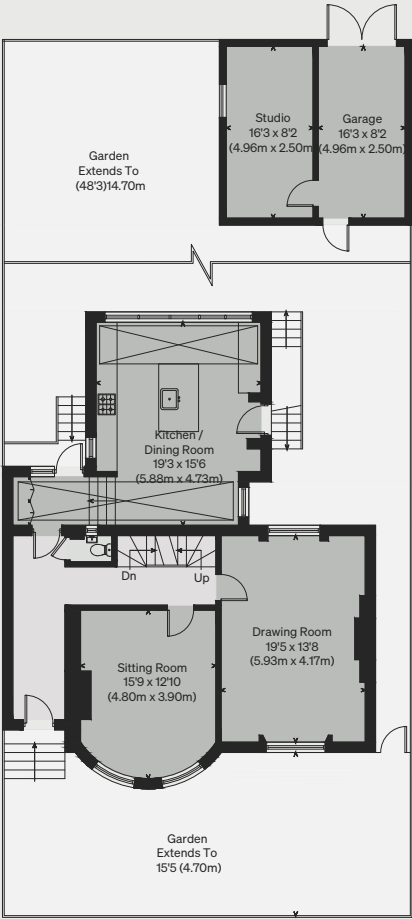 Studio
16'3 x 8'2
(4.96m x 2.50m)
Garage
16'3 x 8'2
(4.96m x 2.50m)
Garden
Extends To
(48'3)14.70m
Kitchen /
Dining Room
19'3 x 15'6
(5.88m x 4.73m)
Dn
Up
Drawing Room
19'5 x 13'8
(5.93m x 4.17m)
Sitting Room
15'9 x 12'10
(4.80m x 3.90m)
Garden
Extends To
15'5 (4.70m)